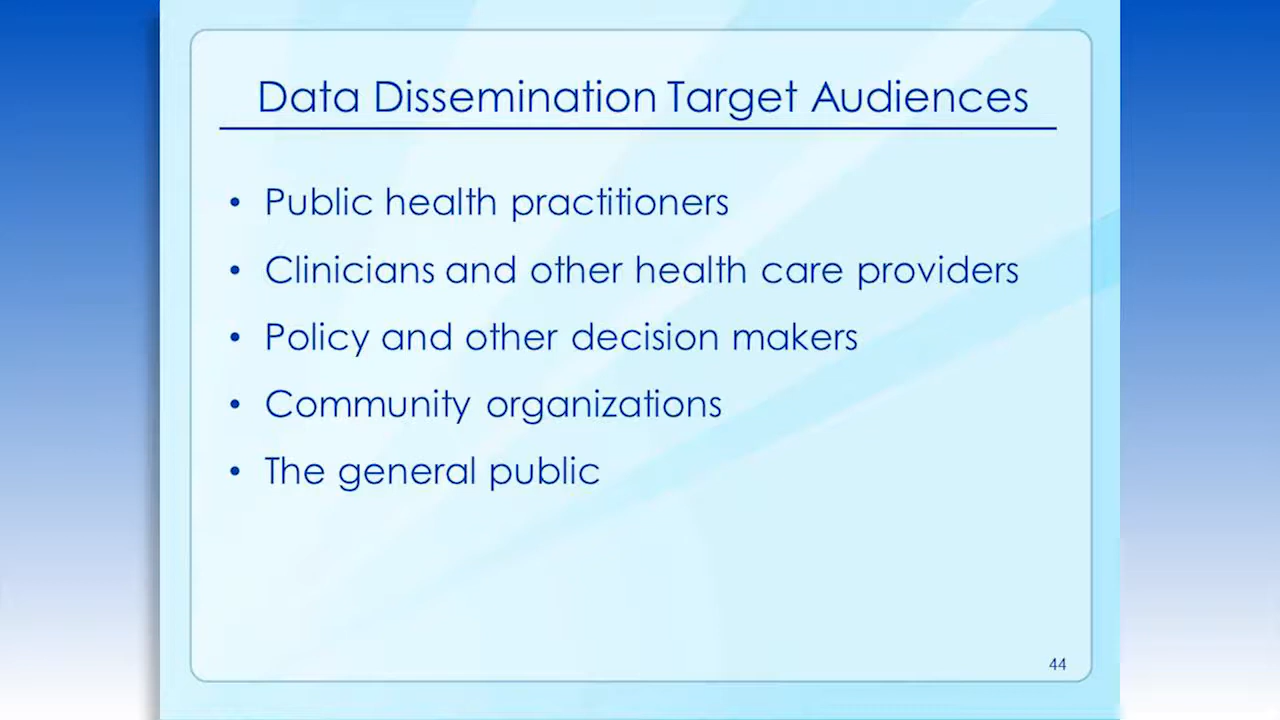 Data Dissemination Target Audiences
• Public health practitioners
• Clinicians and other health care providers
• Policy and other decision makers
• Community organizations
• The general public
44